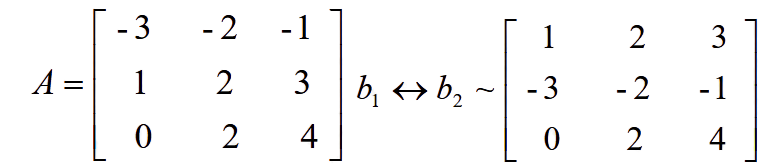 A = [ -3 -2 -1 ; 1 2 3 ; 0 2 4 ] b₁ ↔ b₂ ~ [ 1 2 3 ; -3 -2 -1 ; 0 2 4 ]